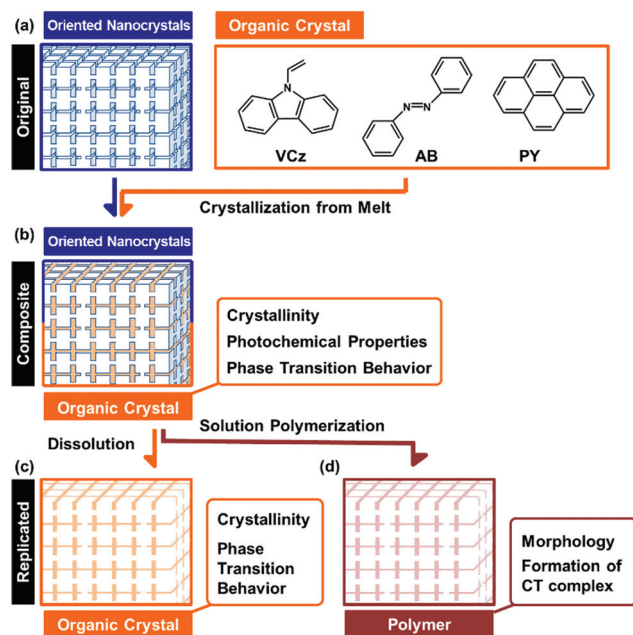 (a)
Oriented Nanocrystals
Organic Crystal
Original
N
N=N
VCz
AB
PY
Crystallization from Melt
(b)
Oriented Nanocrystals
Composite
Crystallinity
Photochemical Properties
Phase Transition Behavior
Organic Crystal
Dissolution
Solution Polymerization
(c)
(d)
Replicated
Crystallinity
Phase
Transition
Behavior
Morphology
Formation of
CT complex
Organic Crystal
Polymer